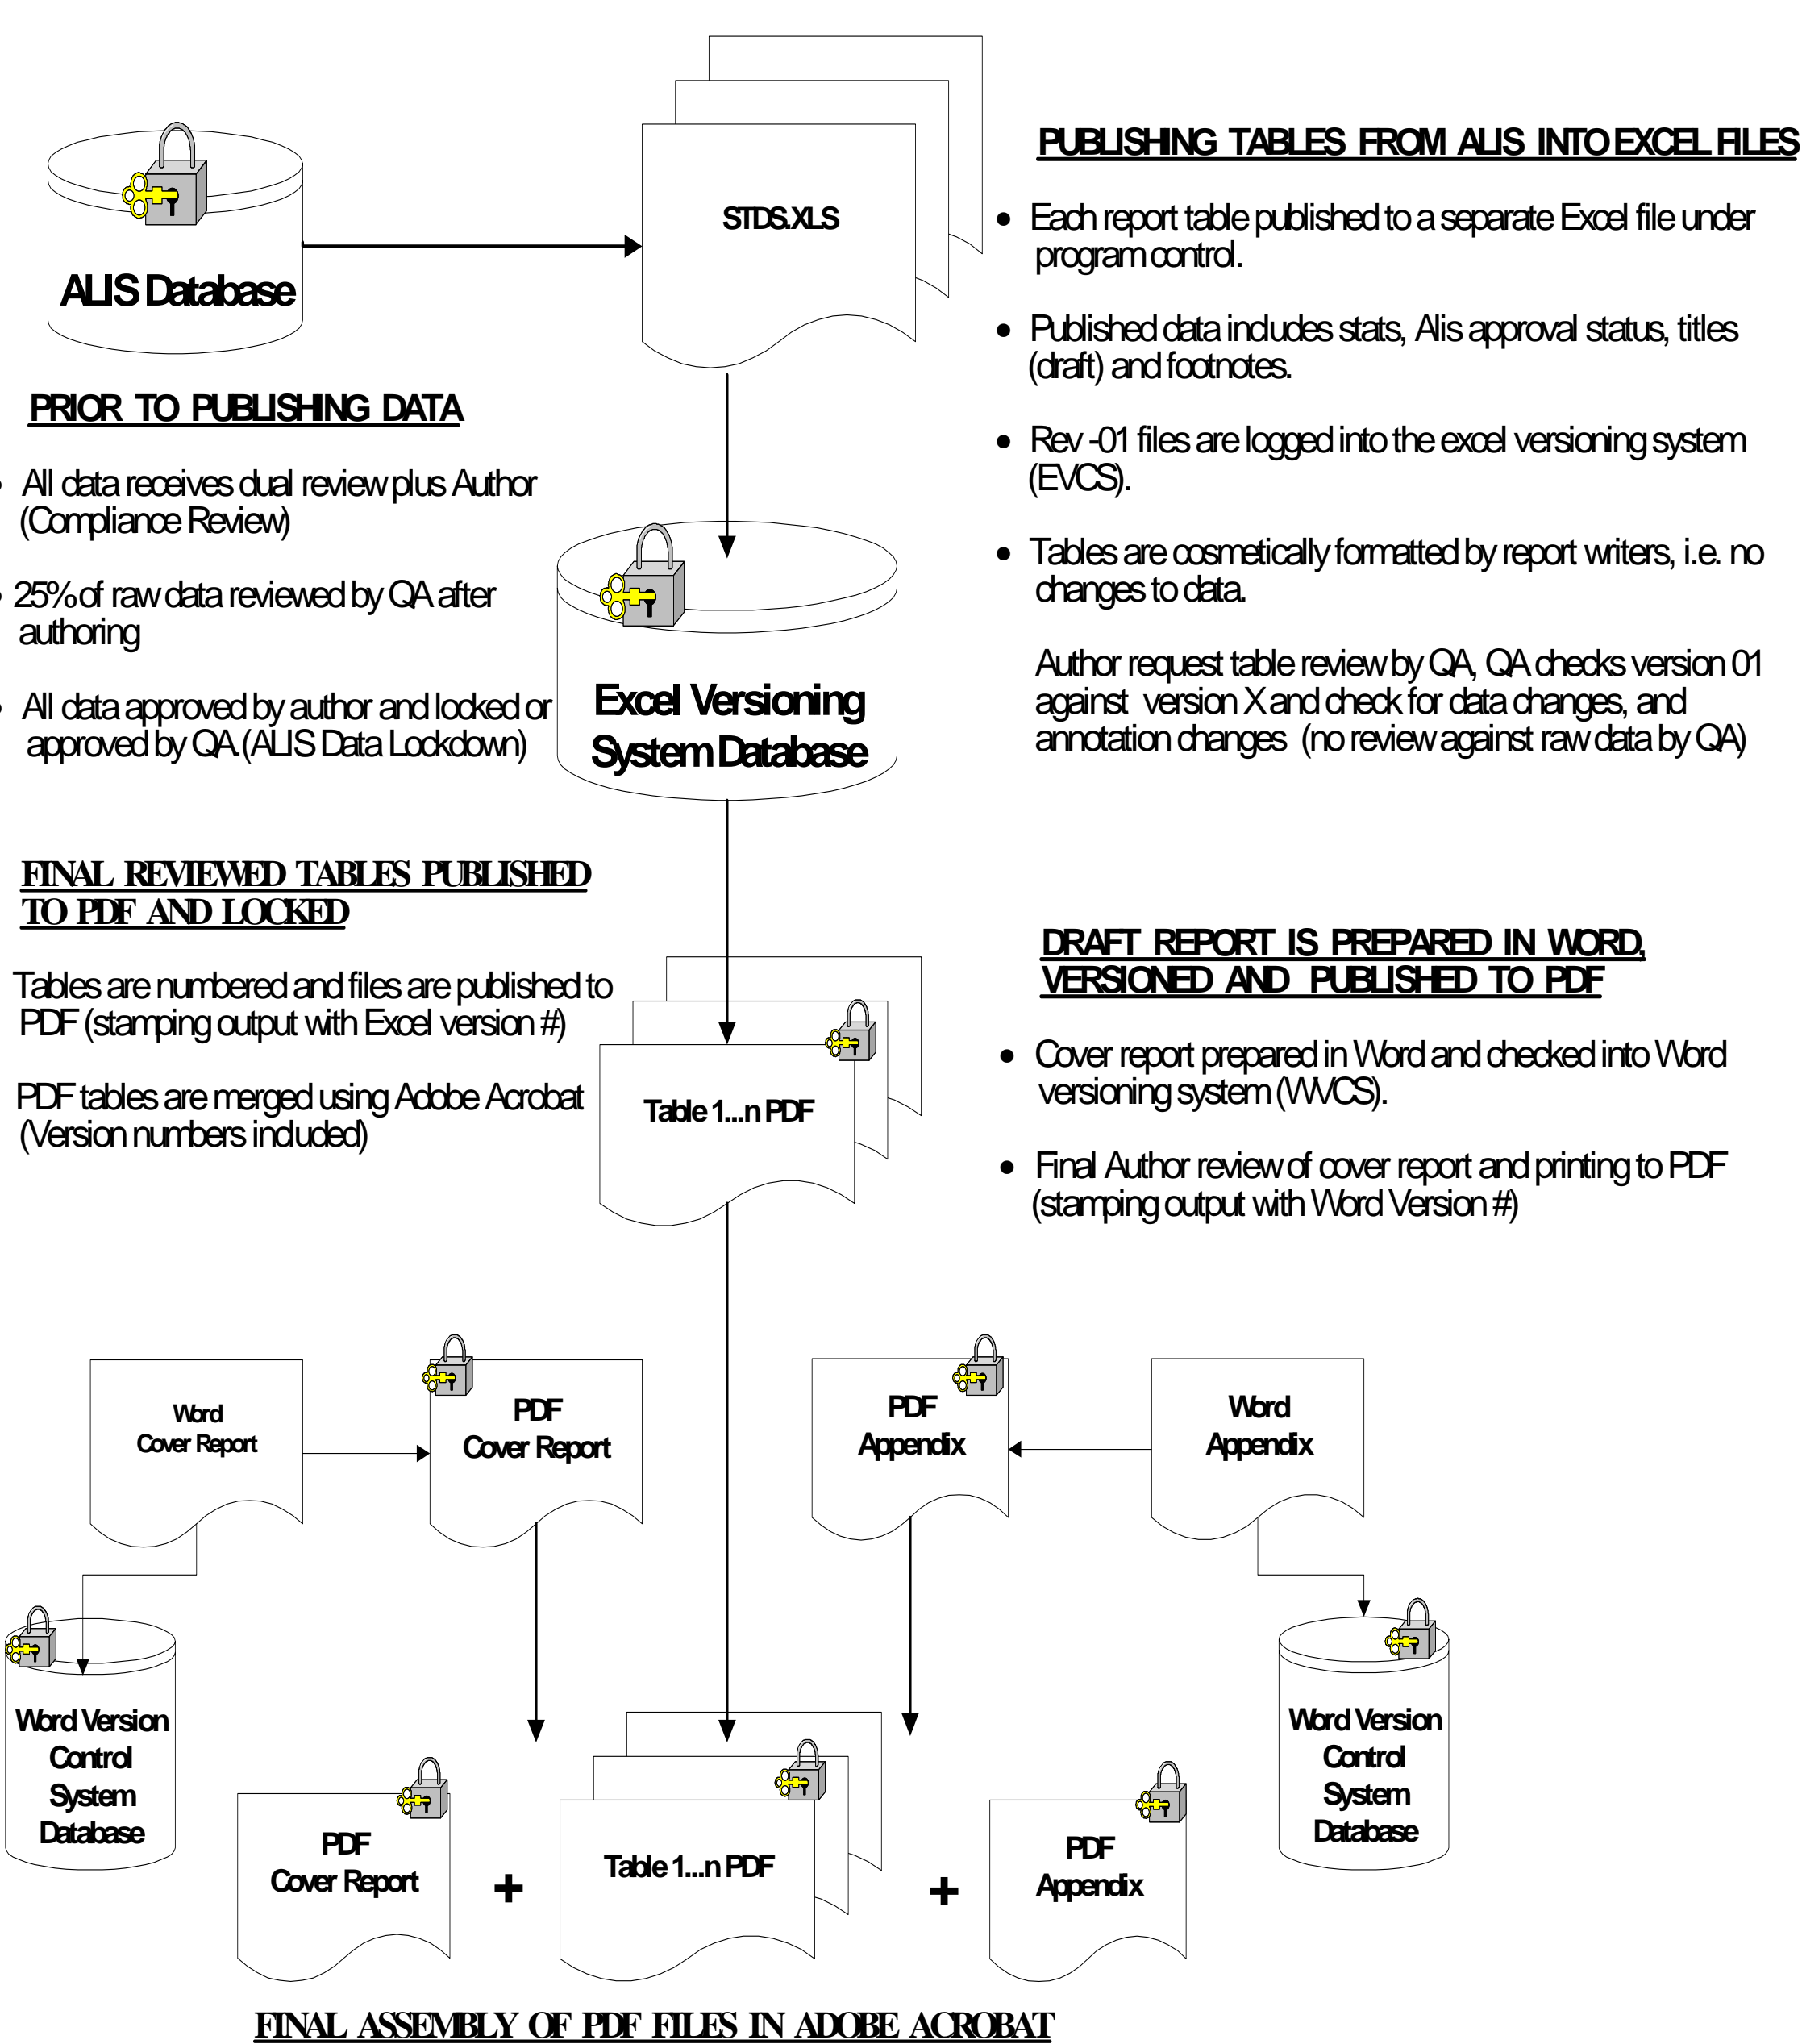 STDS.XLS
ALIS Database
PUBLISHING TABLES FROM ALIS INTO EXCEL FILES
• Each report table published to a separate Excel file under
program control.
• Published data includes stats, Alis approval status, titles
(draft) and footnotes.
• Rev -01 files are logged into the excel versioning system
(EVCS).
• Tables are cosmetically formatted by report writers, i.e. no
changes to data.
Author request table review by QA, QA checks version 01
against version X and check for data changes, and
annotation changes (no review against raw data by QA)
PRIOR TO PUBLISHING DATA
• All data receives dual review plus Author
(Compliance Review)
• 25% of raw data reviewed by QA after
authoring
• All data approved by author and locked or
approved by QA.(ALIS Data Lockdown)
Excel Versioning
System Database
FINAL REVIEWED TABLES PUBLISHED
TO PDF AND LOCKED
Tables are numbered and files are published to
PDF (stamping output with Excel version #)
PDF tables are merged using Adobe Acrobat
(Version numbers included)
Table 1...n PDF
DRAFT REPORT IS PREPARED IN WORD,
VERSIONED AND PUBLISHED TO PDF
• Cover report prepared in Word and checked into Word
versioning system (WVCS).
• Final Author review of cover report and printing to PDF
(stamping output with Word Version #)
Word
Cover Report
PDF
Cover Report
PDF
Appendix
Word
Appendix
Word Version
Control
System
Database
PDF
Cover Report
+
Table 1...n PDF
+
PDF
Appendix
Word Version
Control
System
Database
FINAL ASSEMBLY OF PDF FILES IN ADOBE ACROBAT